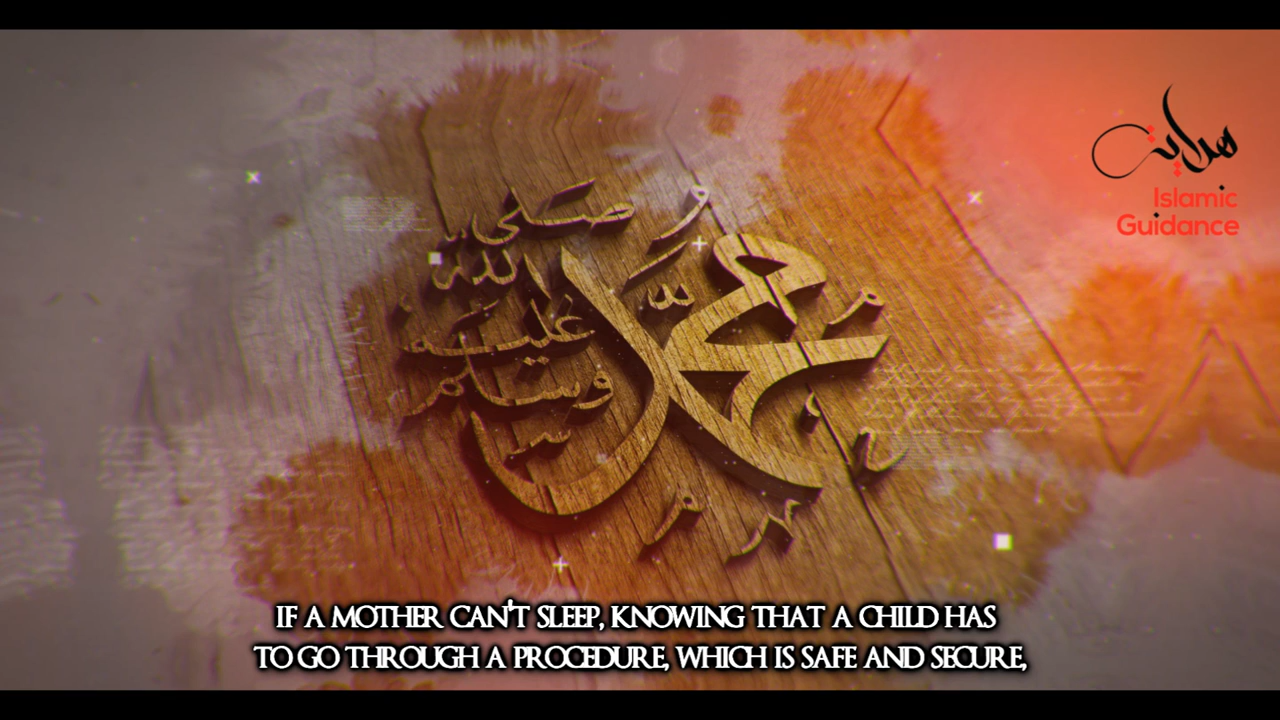 محمد
صلى
الله
عليه
وسلم
هداية
Islamic
Guidance
IF A MOTHER CAN'T SLEEP, KNOWING THAT A CHILD HAS
TO GO THROUGH A PROCEDURE, WHICH IS SAFE AND SECURE,